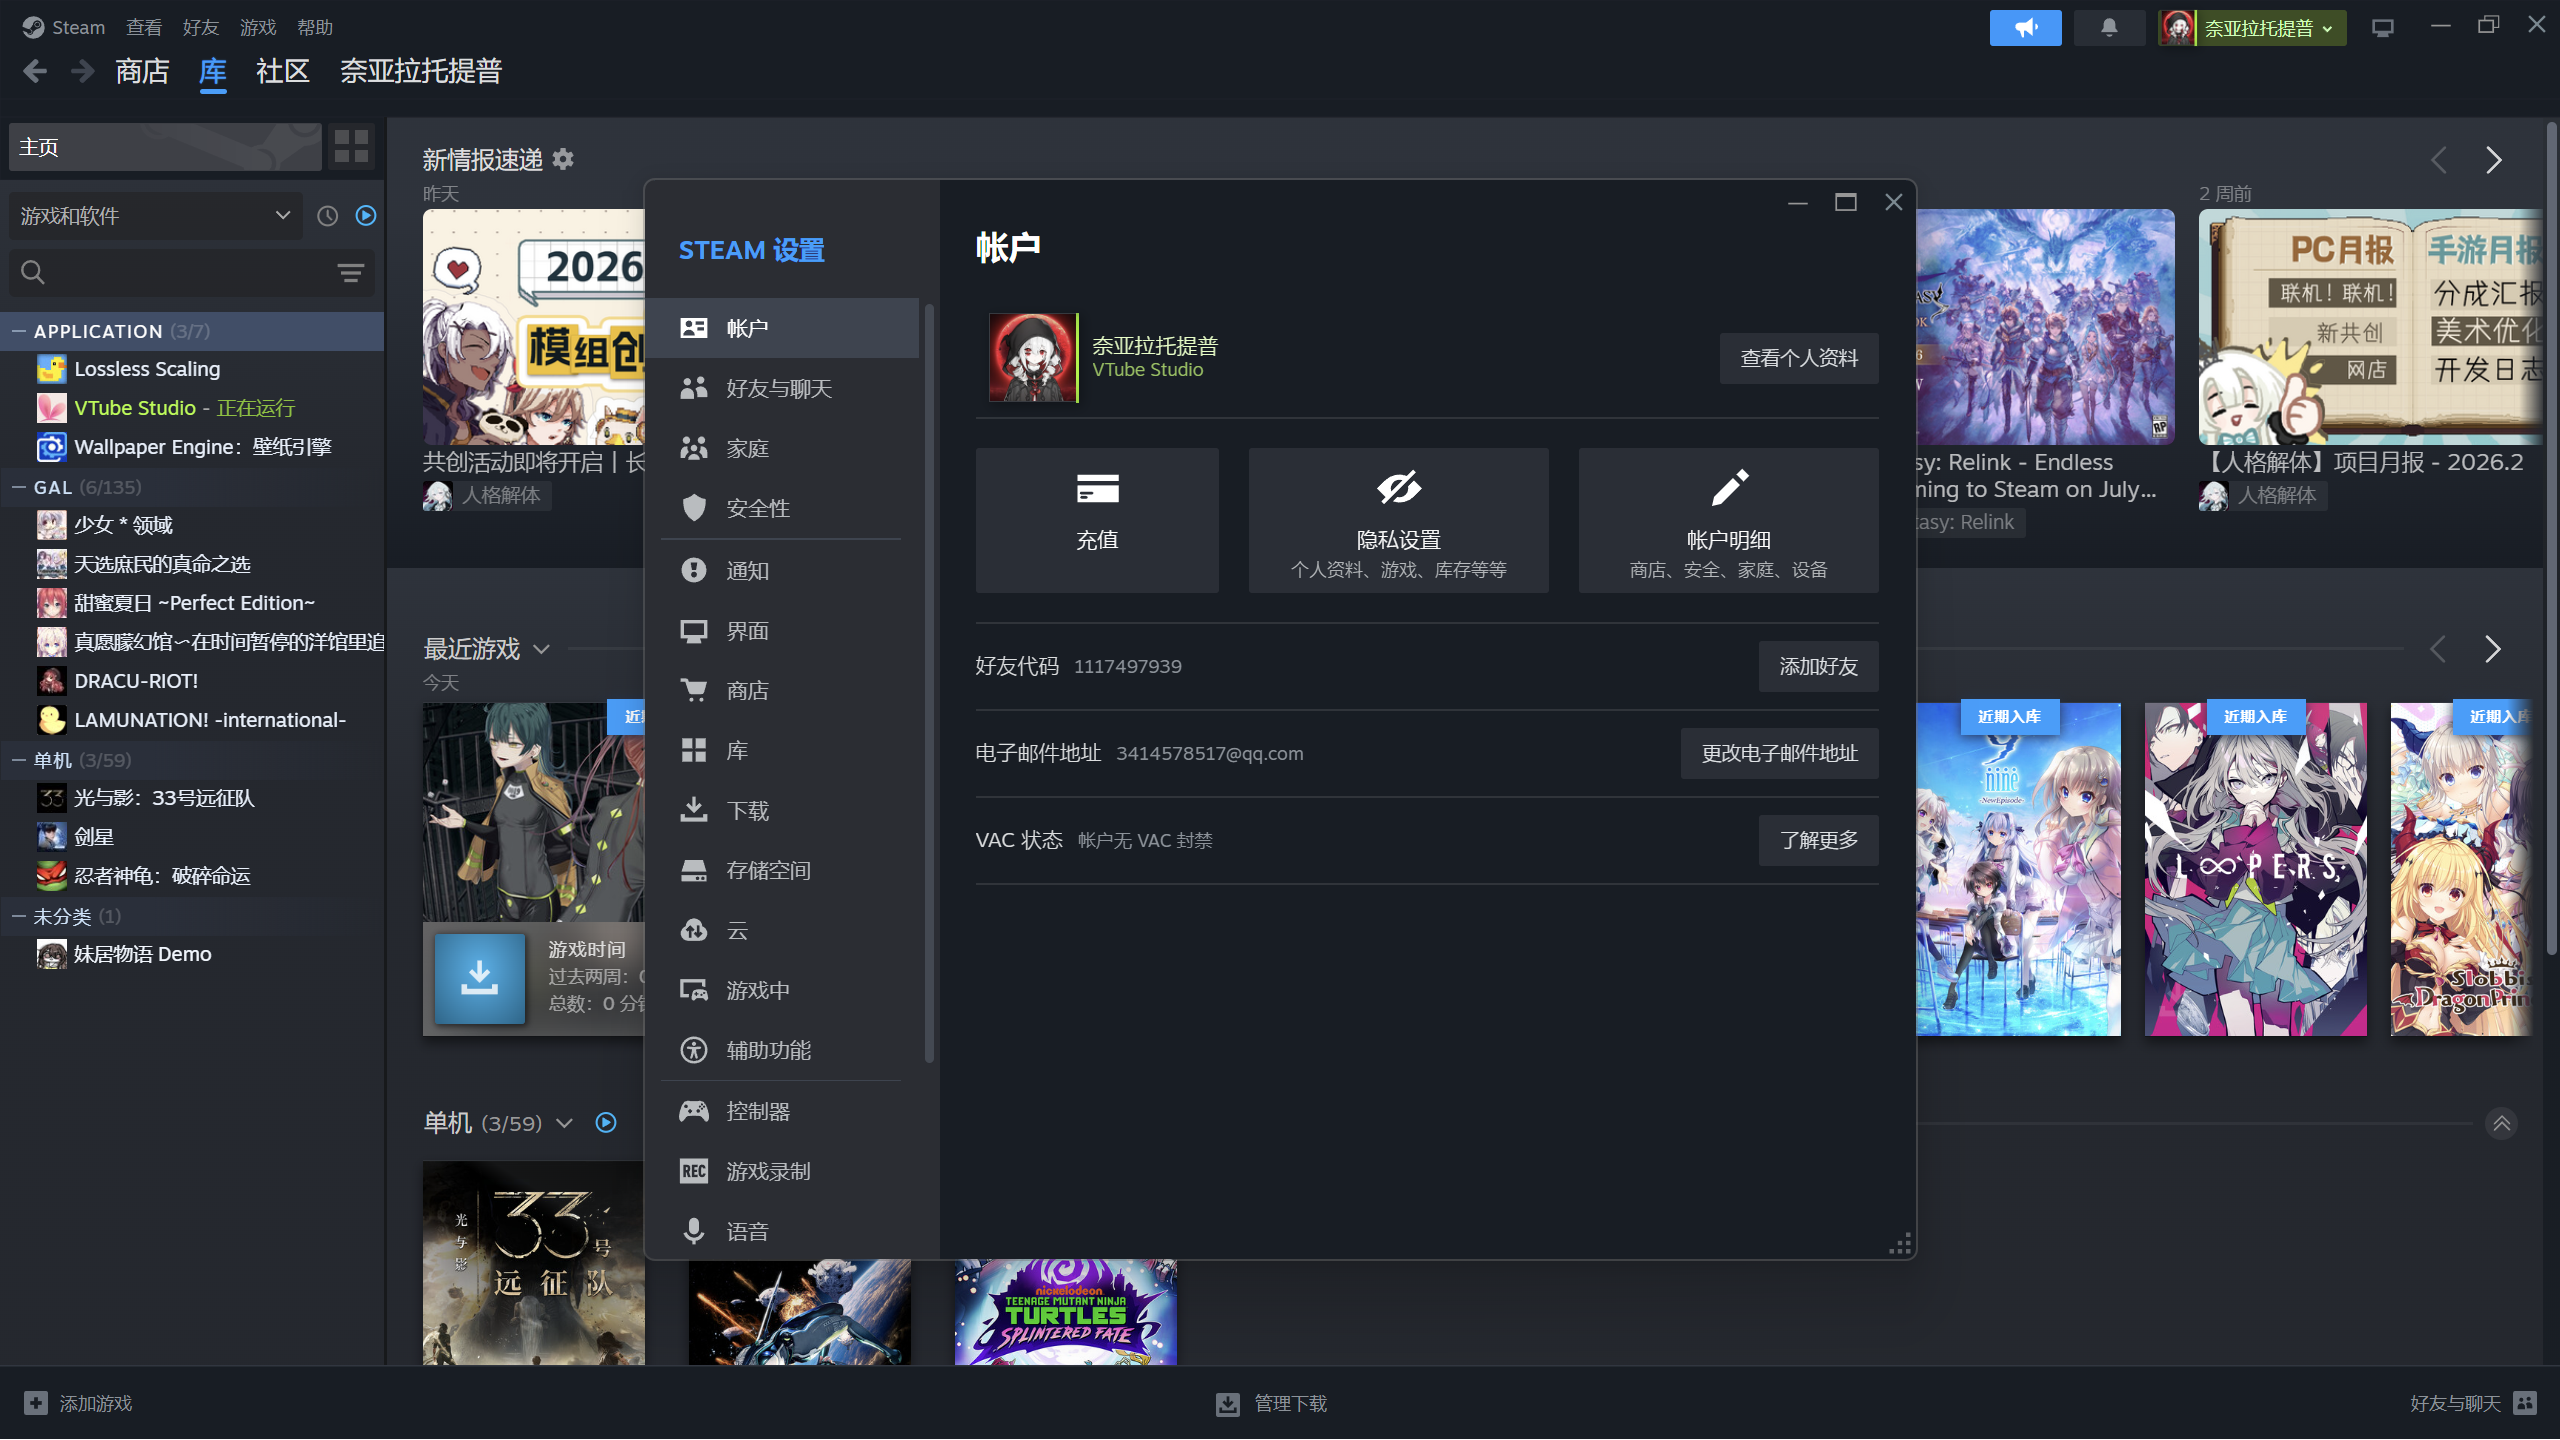 Steam 查看 好友 游戏 帮助
奈亚拉托提普
商店 库 社区 奈亚拉托提普
主页
游戏和软件
APPLICATION (3/7)
Lossless Scaling
VTube Studio - 正在运行
Wallpaper Engine：壁纸引擎
GAL (6/135)
少女 * 领域
天选庶民的真命之选
甜蜜夏日 ~Perfect Edition~
真愿朦幻馆～在时间暂停的洋馆里追
DRACU-RIOT!
LAMUNATION! -international-
单机 (3/59)
光与影：33号远征队
剑星
忍者神龟：破碎命运
未分类 (1)
妹居物语 Demo
新情报速递
昨天
2026
模组创
共创活动即将开启丨长
人格解体
2 周前
PC月报 手游月报
联机！联机！
分成汇报
新共创
美术优化
网店
开发日志
sy: Relink - Endless
ming to Steam on July...
tasy: Relink
【人格解体】项目月报 - 2026.2
人格解体
最近游戏
今天
近期
游戏时间
过去两周：0
总数：0 分钟
近期入库
9
-nine-
-NewEpisode-
近期入库
L∞PERS
近期入库
Slobbish
Dragon Princess
单机 (3/59)
光与影
33号
远征队
nickelodeon
TEENAGE MUTANT NINJA
TURTLES
SPLINTERED FATE
STEAM 设置
帐户
好友与聊天
家庭
安全性
通知
界面
商店
库
下载
存储空间
云
游戏中
辅助功能
控制器
REC 游戏录制
语音
帐户
奈亚拉托提普
VTube Studio
查看个人资料
充值
隐私设置
个人资料、游戏、库存等等
帐户明细
商店、安全、家庭、设备
好友代码 1117497939
添加好友
电子邮件地址 3414578517@qq.com
更改电子邮件地址
VAC 状态 帐户无 VAC 封禁
了解更多
添加游戏
管理下载
好友与聊天